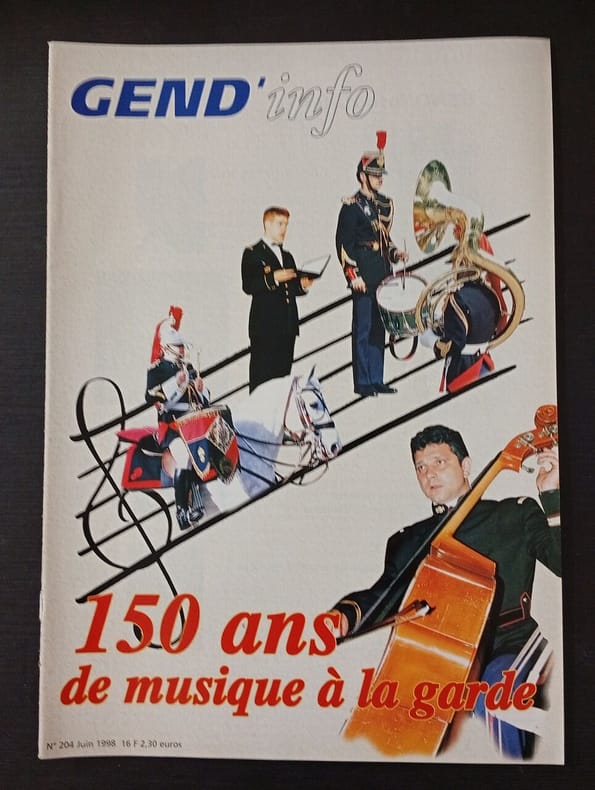 GEND'info
150 ans
de musique à la garde
N° 204 Juin 1998 16 F 2,30 euros